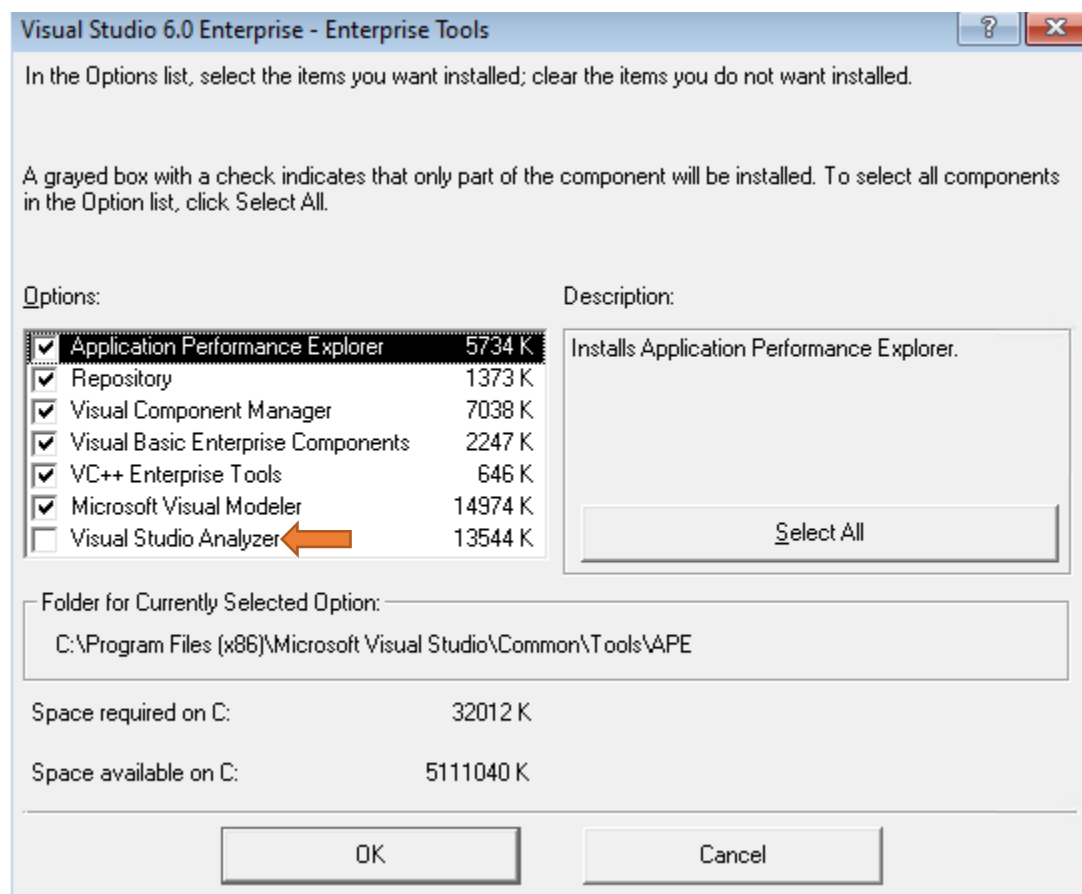 Visual Studio 6.0 Enterprise - Enterprise Tools
In the Options list, select the items you want installed; clear the items you do not want installed.
A grayed box with a check indicates that only part of the component will be installed. To select all components
in the Option list, click Select All.
Options:
Description:
Application Performance Explorer 5734 K
Installs Application Performance Explorer.
Repository 1373 K
Visual Component Manager 7038 K
Visual Basic Enterprise Components 2247 K
VC++ Enterprise Tools 646 K
Microsoft Visual Modeler 14974 K
Visual Studio Analyzer 13544 K
Select All
Folder for Currently Selected Option:
C:\Program Files (x86)\Microsoft Visual Studio\Common\Tools\APE
Space required on C: 32012 K
Space available on C: 5111040 K
OK
Cancel